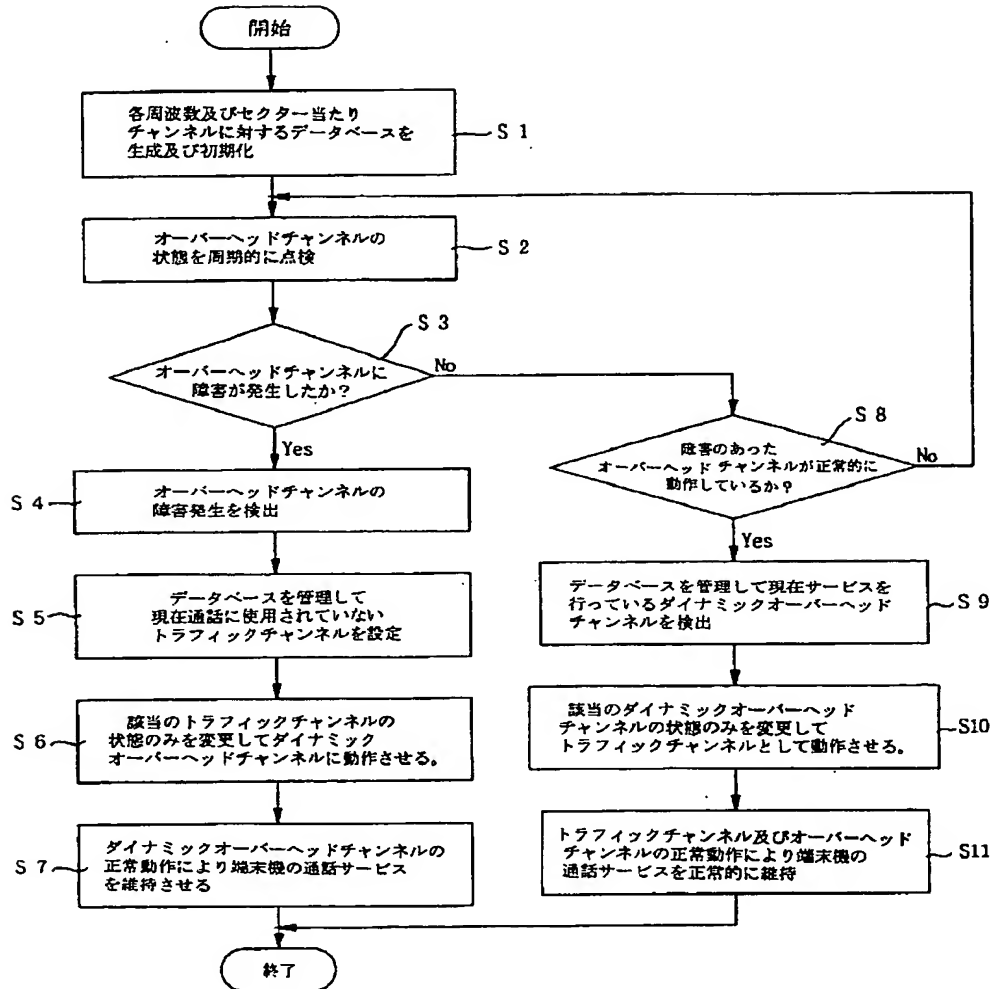 開始
各周波数及びセクター当たり
チャンネルに対するデータベースを
生成及び初期化
S 1
オーバーヘッドチャンネルの
状態を周期的に点検
S 2
S 3
オーバーヘッドチャンネルに
障害が発生したか？
No
Yes
S 4
オーバーヘッドチャンネルの
障害発生を検出
S 5
データベースを管理して
現在通話に使用されていない
トラフィックチャンネルを設定
S 6
該当のトラフィックチャンネルの
状態のみを変更してダイナミック
オーバーヘッドチャンネルに動作させる。
S 7
ダイナミックオーバーヘッドチャンネルの
正常動作により端末機の通話サービス
を維持させる
S 8
障害のあった
オーバーヘッド チャンネルが正常的に
動作しているか？
No
Yes
データベースを管理して現在サービスを
行っているダイナミックオーバーヘッド
チャンネルを検出
S 9
該当のダイナミックオーバーヘッド
チャンネルの状態のみを変更して
トラフィックチャンネルとして動作させる。
S10
トラフィックチャンネル及びオーバーヘッド
チャンネルの正常動作により端末機の
通話サービスを正常的に維持
S11
終了